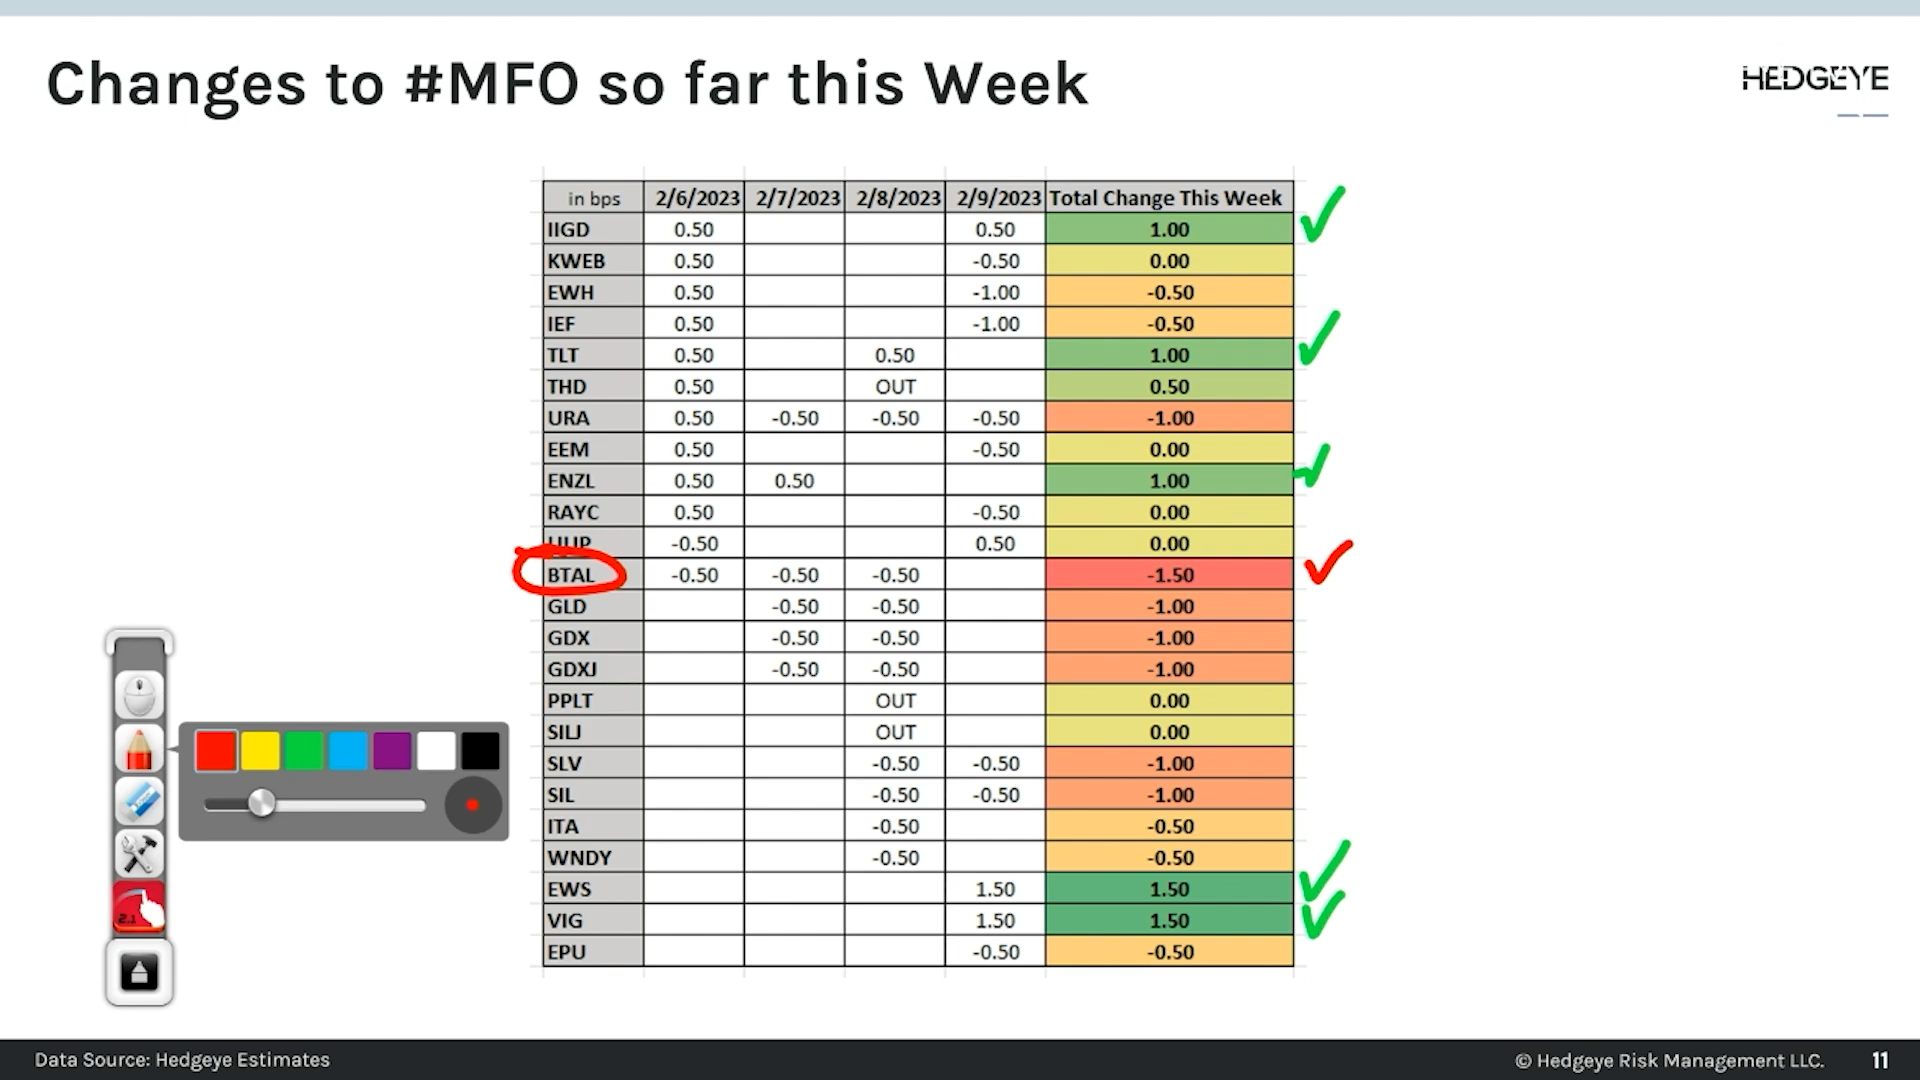 Changes to #MFO so far this Week
HEDGEYE
in bps 2/6/2023 2/7/2023 2/8/2023 2/9/2023 Total Change This Week
IIGD 0.50 0.50 1.00
KWEB 0.50 -0.50 0.00
EWH 0.50 -1.00 -0.50
IEF 0.50 -1.00 -0.50
TLT 0.50 0.50 1.00
THD 0.50 OUT 0.50
URA 0.50 -0.50 -0.50 -0.50 -1.00
EEM 0.50 -0.50 0.00
ENZL 0.50 0.50 1.00
RAYC 0.50 -0.50 0.00
UUP -0.50 0.50 0.00
BTAL -0.50 -0.50 -0.50 -1.50
GLD -0.50 -0.50 -1.00
GDX -0.50 -0.50 -1.00
GDXJ -0.50 -0.50 -1.00
PPLT OUT 0.00
SILJ OUT 0.00
SLV -0.50 -0.50 -1.00
SIL -0.50 -0.50 -1.00
ITA -0.50 -0.50
WNDY -0.50 -0.50
EWS 1.50 1.50
VIG 1.50 1.50
EPU -0.50 -0.50
2.1
Data Source: Hedgeye Estimates
© Hedgeye Risk Management LLC. 11